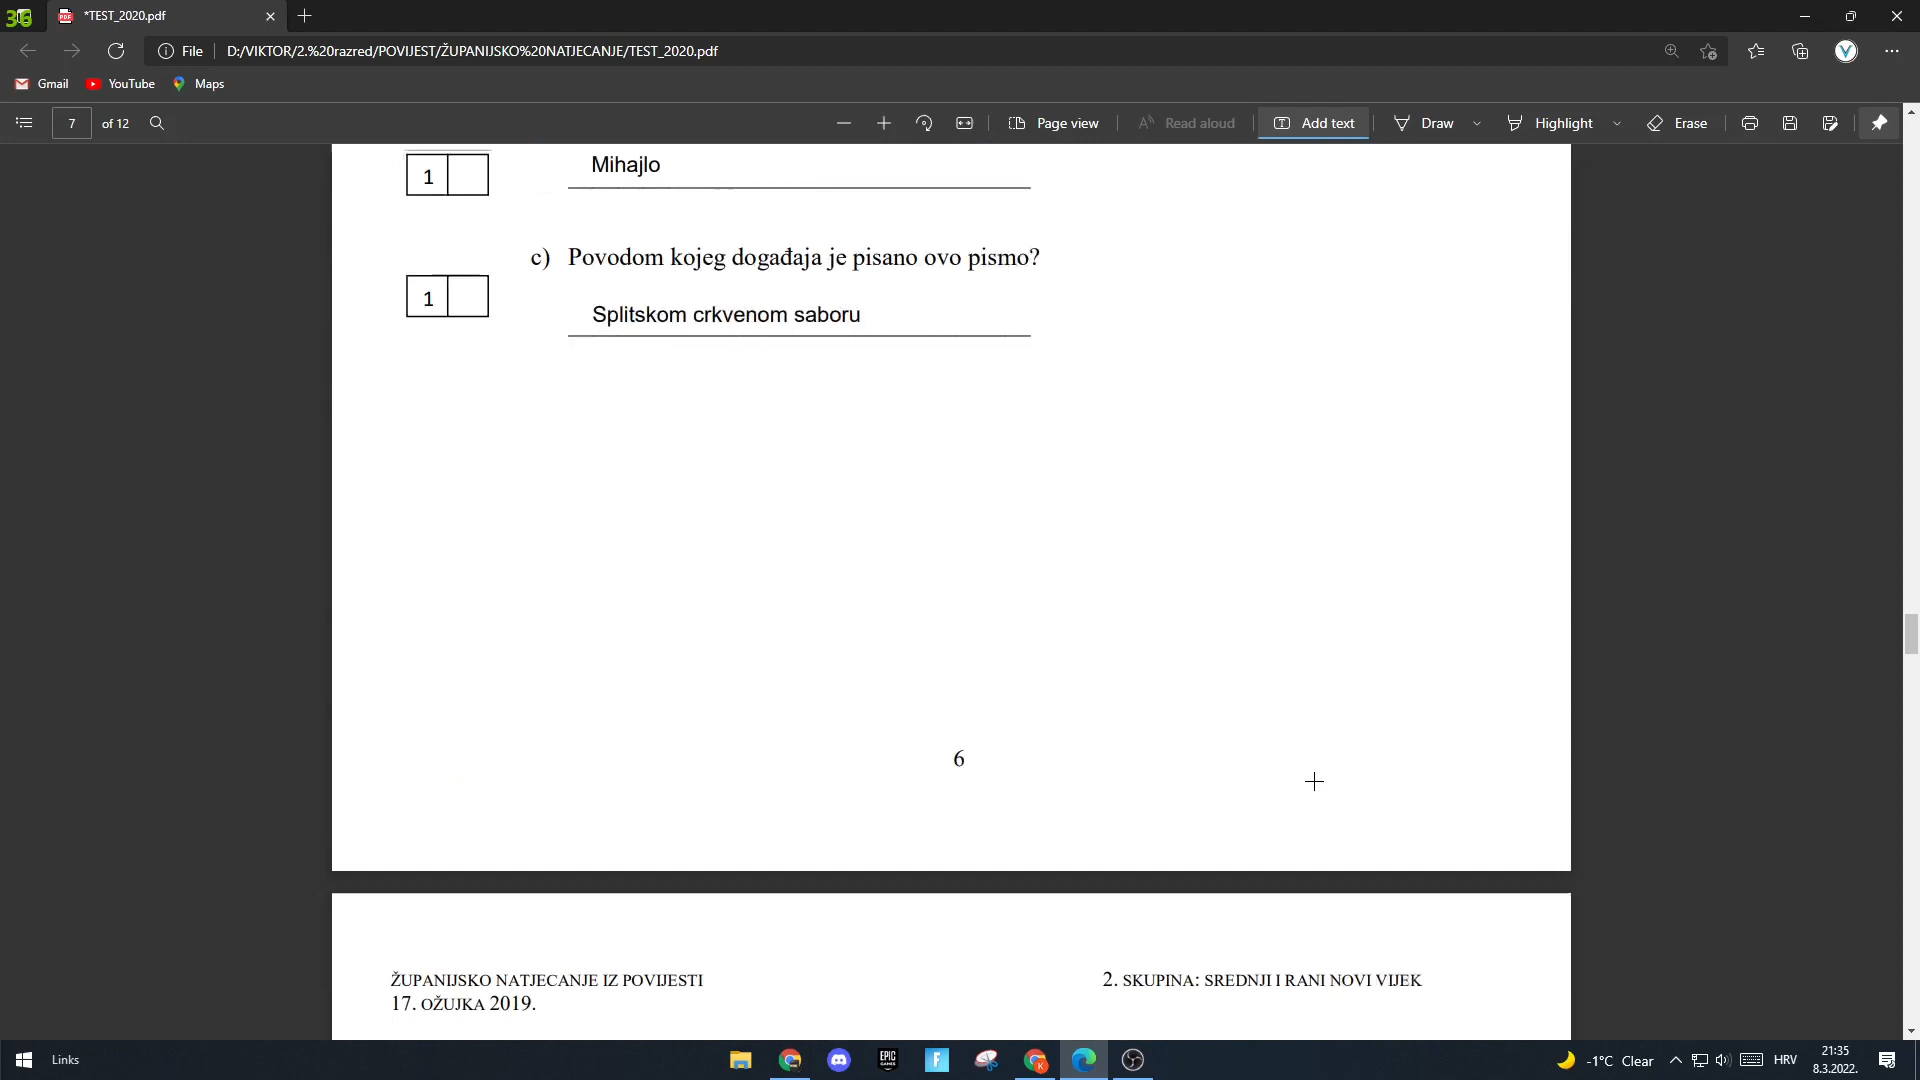 36
*TEST_2020.pdf
File
D:/VIKTOR/2.%20razred/POVIJEST/ŽUPANIJSKO%20NATJECANJE/TEST_2020.pdf
Gmail
YouTube
Maps
7 of 12
Page view
Read aloud
Add text
Draw
Highlight
Erase
Mihajlo
1
c) Povodom kojeg događaja je pisano ovo pismo?
1
Splitskom crkvenom saboru
6
ŽUPANIJSKO NATJECANJE IZ POVIJESTI
2. SKUPINA: SREDNJI I RANI NOVI VIJEK
17. OŽUJKA 2019.
Links
EPIC GAMES
-1°C Clear
HRV
21:35
8.3.2022.